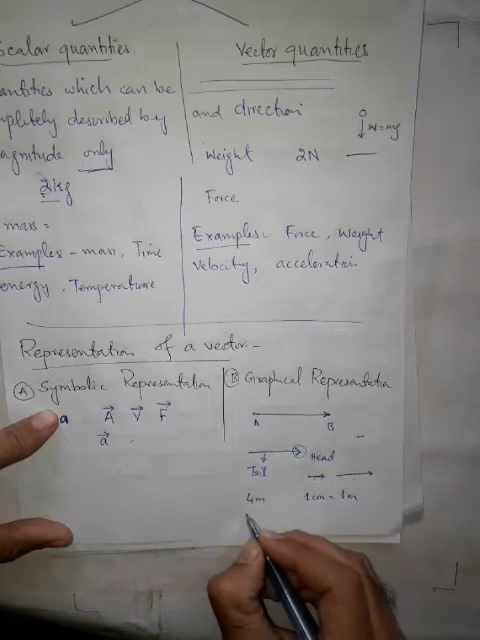 Scalar quantities.
antities which can be
mpletely described by
agnitude only
2kg
mass =
Examples - mass, Time
energy, Temperature
Vector quantities
and direction
W=mg
Weight 2N
Force
Examples:- Force, Weight
Velocity, acceleration
Representation of a vector:-
A Symbolic Representation
a A⃗ V⃗ F⃗
a⃗
B Graphical Representatio
A B
Head
Tail
4m 1cm = 1m